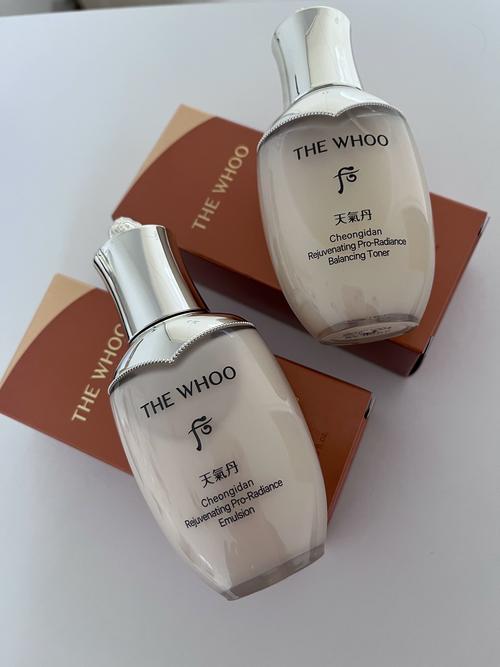 THE WHOO
THE WHOO
天氣丹
Cheongidan
Rejuvenating Pro-Radiance
Balancing Toner
THE WHOO
THE WHOO
天氣丹
Cheongidan
Rejuvenating Pro-Radiance
Emulsion